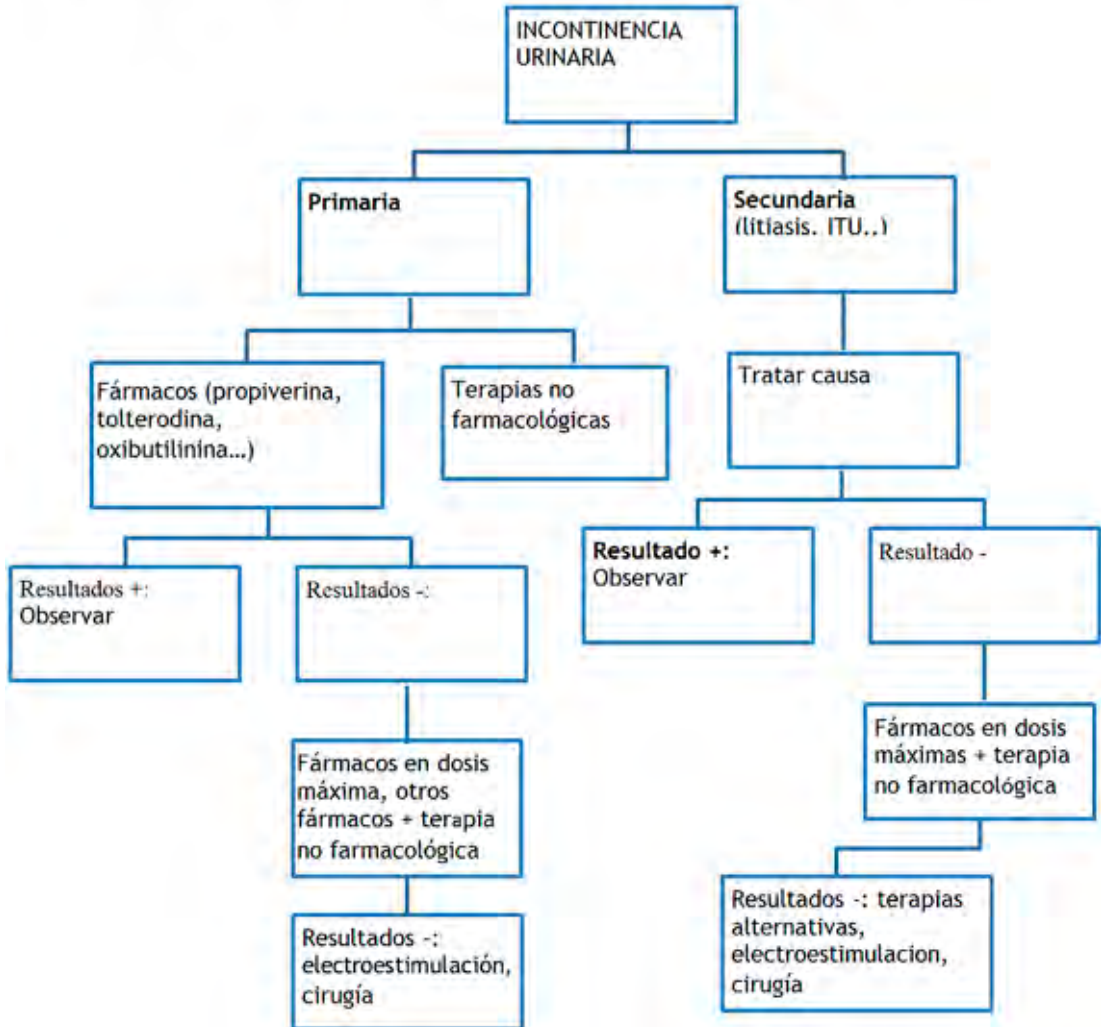 INCONTINENCIA
URINARIA
Primaria
Secundaria
(litiasis. ITU..)
Fármacos (propiverina,
tolterodina,
oxibutilinina...)
Terapias no
farmacológicas
Tratar causa
Resultados +:
Observar
Resultados -:
Resultado +:
Observar
Resultado -
Fármacos en dosis
máxima, otros
fármacos + terapia
no farmacológica
Fármacos en dosis
máximas + terapia
no farmacológica
Resultados -:
electroestimulación,
cirugía
Resultados -: terapias
alternativas,
electroestimulacion,
cirugía